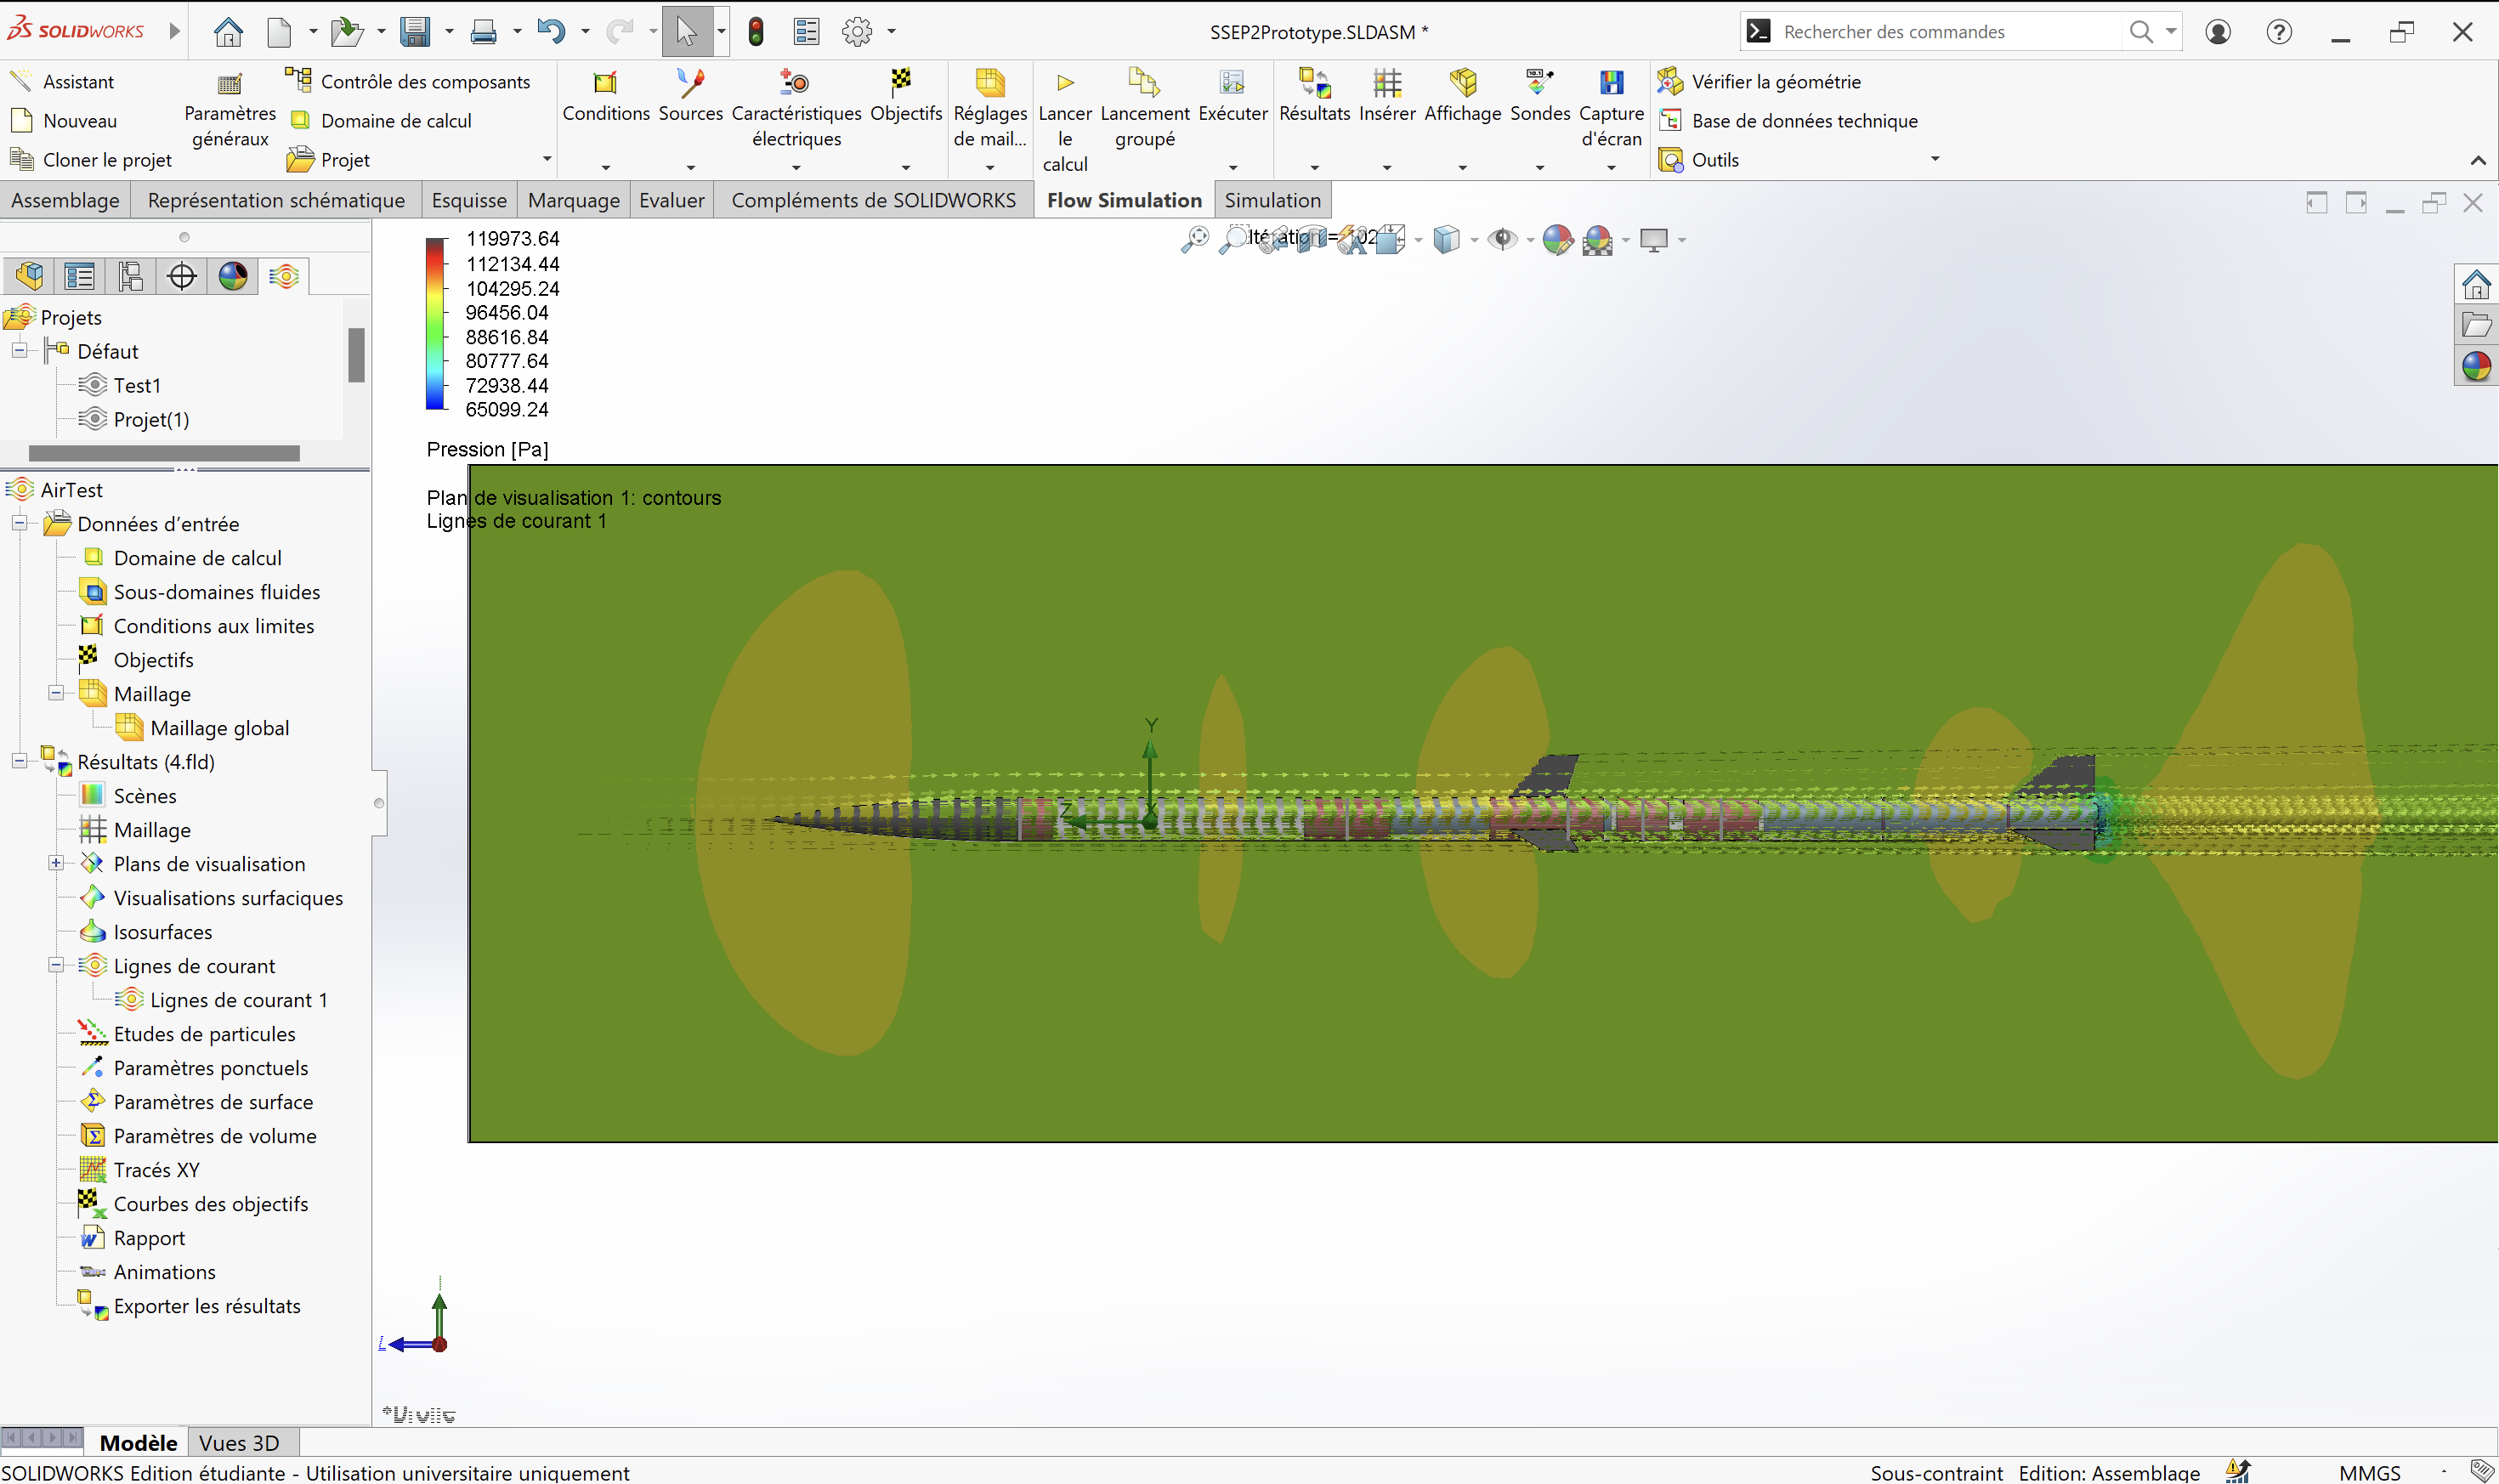 SOLIDWORKS
SSEP2Prototype.SLDASM *
Rechercher des commandes
Assistant
Nouveau
Cloner le projet
Paramètres
généraux
Contrôle des composants
Domaine de calcul
Projet
Conditions
Sources
Caractéristiques
électriques
Objectifs
Réglages
de mail...
Lancer
le
calcul
Lancement
groupé
Exécuter
Résultats
Insérer
Affichage
Sondes
Capture
d'écran
Vérifier la géométrie
Base de données technique
Outils
Assemblage
Représentation schématique
Esquisse
Marquage
Evaluer
Compléments de SOLIDWORKS
Flow Simulation
Simulation
Projets
Défaut
Test1
Projet(1)
AirTest
Données d'entrée
Domaine de calcul
Sous-domaines fluides
Conditions aux limites
Objectifs
Maillage
Maillage global
Résultats (4.fld)
Scènes
Maillage
Plans de visualisation
Visualisations surfaciques
Isosurfaces
Lignes de courant
Lignes de courant 1
Etudes de particules
Paramètres ponctuels
Paramètres de surface
Paramètres de volume
Tracés XY
Courbes des objectifs
Rapport
Animations
Exporter les résultats
119973.64
112134.44
104295.24
96456.04
88616.84
80777.64
72938.44
65099.24
Pression [Pa]
Plan de visualisation 1: contours
Lignes de courant 1
Y
Z
Modèle
Vues 3D
SOLIDWORKS Edition étudiante - Utilisation universitaire uniquement
Sous-contraint
Edition: Assemblage
MMGS